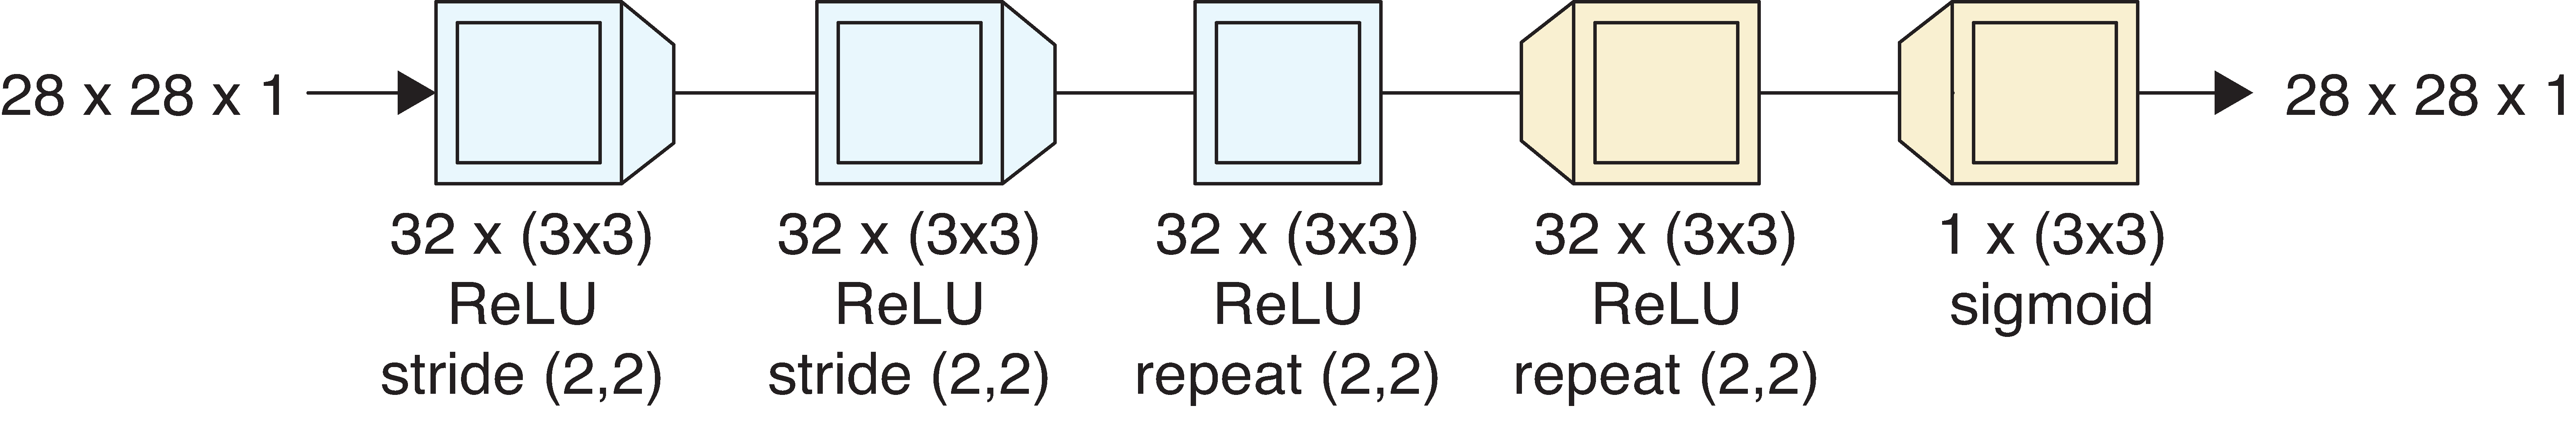 28 x 28 x 1
28 x 28 x 1
32 x (3x3)
ReLU
stride (2,2)
32 x (3x3)
ReLU
stride (2,2)
32 x (3x3)
ReLU
repeat (2,2)
32 x (3x3)
ReLU
repeat (2,2)
1 x (3x3)
sigmoid